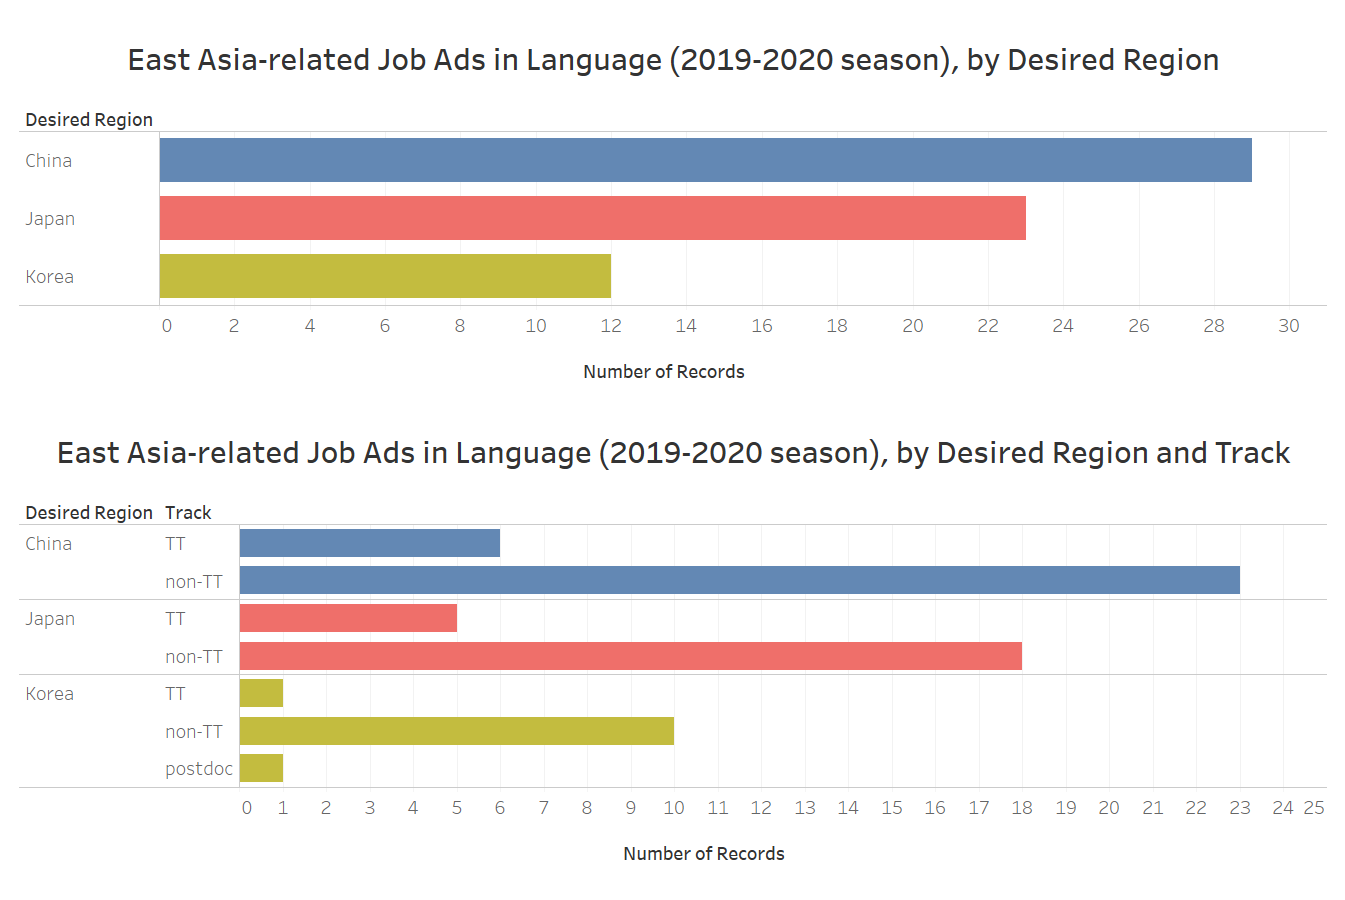 East Asia-related Job Ads in Language (2019-2020 season), by Desired Region
Desired Region
China
Japan
Korea
0 2 4 6 8 10 12 14 16 18 20 22 24 26 28 30
Number of Records
East Asia-related Job Ads in Language (2019-2020 season), by Desired Region and Track
Desired Region Track
China TT
non-TT
Japan TT
non-TT
Korea TT
non-TT
postdoc
0 1 2 3 4 5 6 7 8 9 10 11 12 13 14 15 16 17 18 19 20 21 22 23 24 25
Number of Records